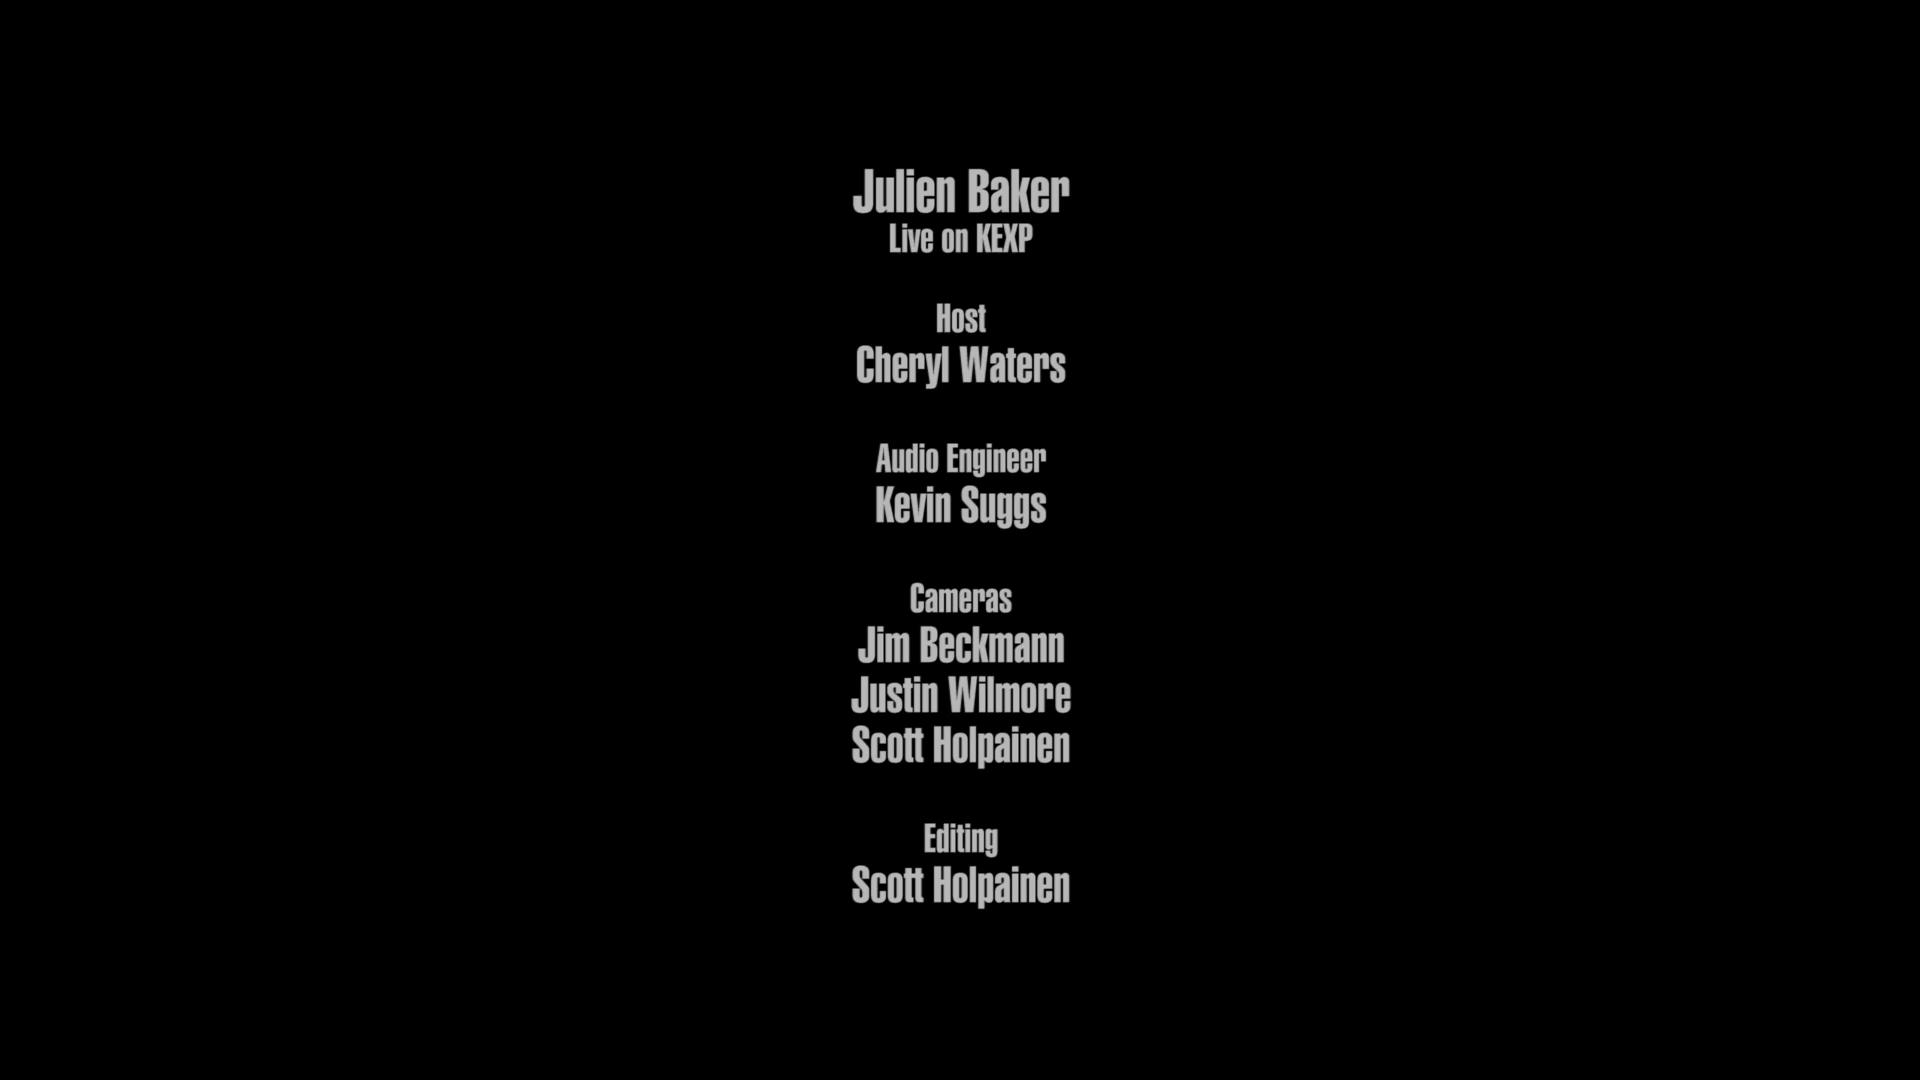 Julien Baker
Live on KEXP
Host
Cheryl Waters
Audio Engineer
Kevin Suggs
Cameras
Jim Beckmann
Justin Wilmore
Scott Holpainen
Editing
Scott Holpainen